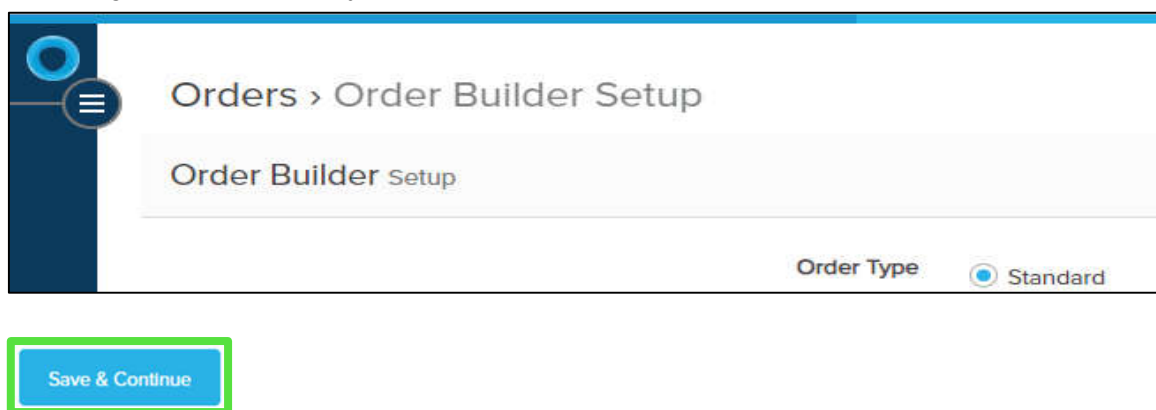 Orders › Order Builder Setup
Order Builder Setup
Order Type
Standard
Save & Continue